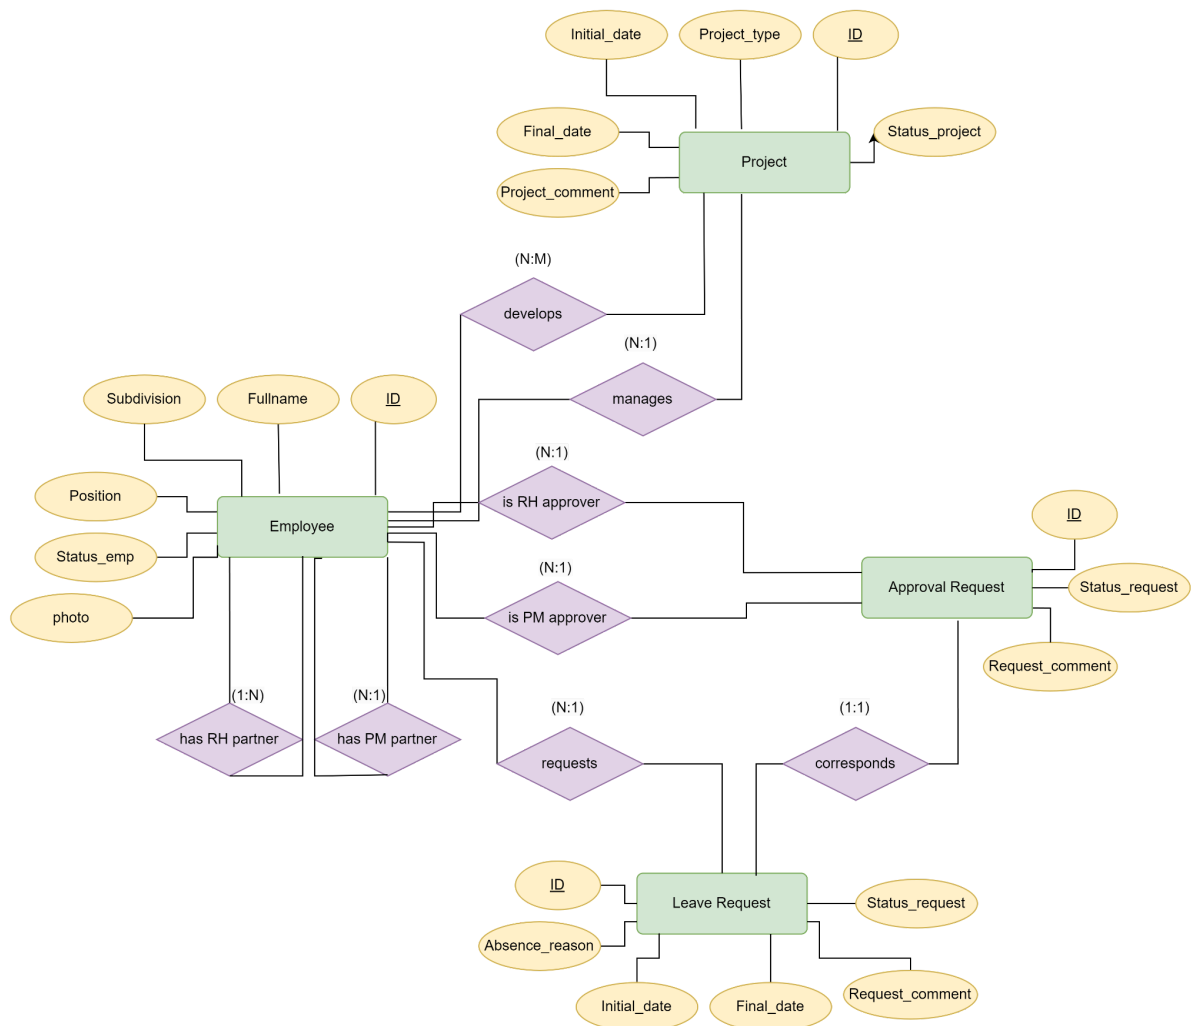 Initial_date
Project_type
ID
Final_date
Status_project
Project
Project_comment
(N:M)
develops
(N:1)
manages
Subdivision
Fullname
ID
(N:1)
Position
is RH approver
Employee
ID
Status_emp
(N:1)
Approval Request
Status_request
photo
is PM approver
Request_comment
(1:N)
(N:1)
(N:1)
(1:1)
has RH partner
has PM partner
requests
corresponds
ID
Leave Request
Status_request
Absence_reason
Request_comment
Initial_date
Final_date